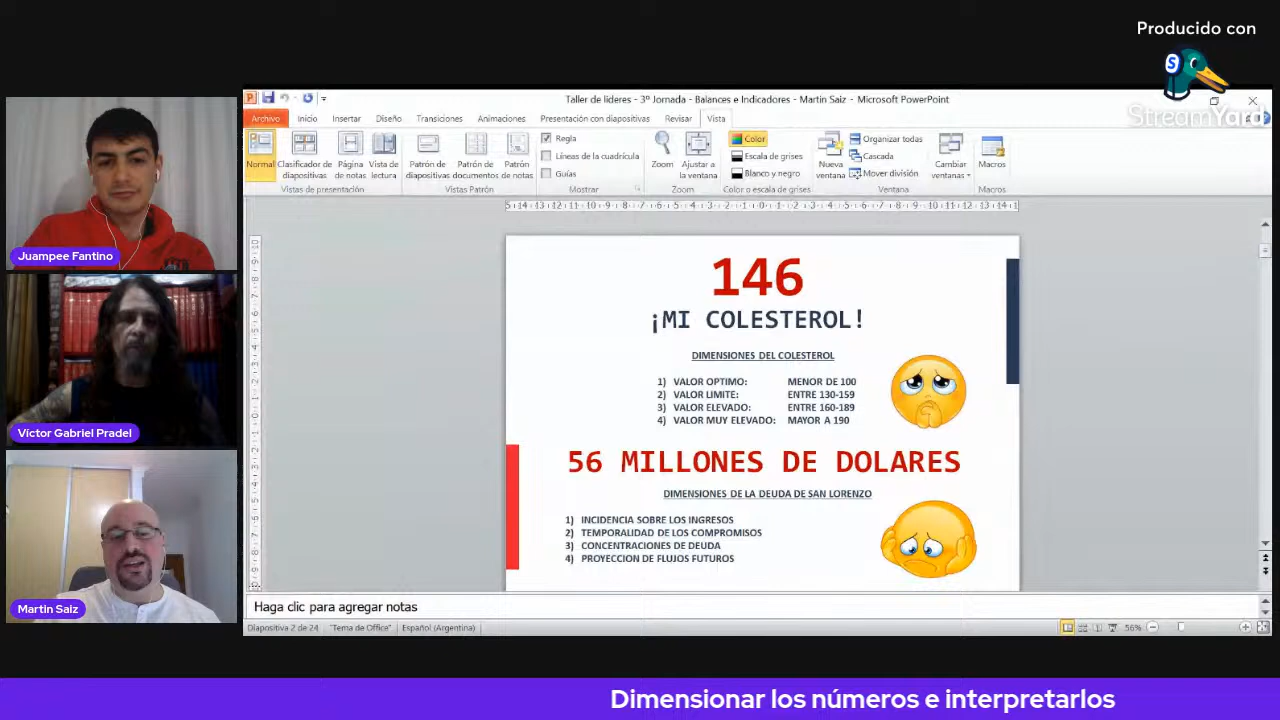 Producido con
StreamYard
Taller de lideres - 3º Jornada - Balances e Indicadores - Martin Saiz - Microsoft PowerPoint
Archivo Inicio Insertar Diseño Transiciones Animaciones Presentación con diapositivas Revisar Vista
Normal Clasificador de diapositivas Página de notas Vista de lectura
Patrón de diapositivas Patrón de documentos Patrón de notas
Regla
Líneas de la cuadrícula
Guías
Zoom Ajustar a la ventana
Color
Escala de grises
Blanco y negro
Nueva ventana
Organizar todas
Cascada
Mover división
Cambiar ventanas
Macros
Vistas de presentación Vistas Patrón Mostrar Zoom Color o escala de grises Ventana Macros
146
¡MI COLESTEROL!
DIMENSIONES DEL COLESTEROL
1) VALOR OPTIMO: MENOR DE 100
2) VALOR LIMITE: ENTRE 130-159
3) VALOR ELEVADO: ENTRE 160-189
4) VALOR MUY ELEVADO: MAYOR A 190
56 MILLONES DE DOLARES
DIMENSIONES DE LA DEUDA DE SAN LORENZO
1) INCIDENCIA SOBRE LOS INGRESOS
2) TEMPORALIDAD DE LOS COMPROMISOS
3) CONCENTRACIONES DE DEUDA
4) PROYECCION DE FLUJOS FUTUROS
Haga clic para agregar notas
Diapositiva 2 de 24 "Tema de Office" Español (Argentina) 56%
Juampee Fantino
Víctor Gabriel Pradel
Martin Saiz
Dimensionar los números e interpretarlos